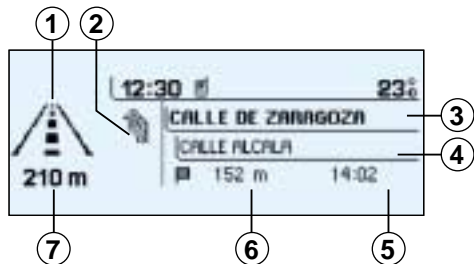 1 2
12:30 23°
CALLE DE ZARAGOZA 3
CALLE ALCALA 4
210 m 152 m 14:02
7 6 5